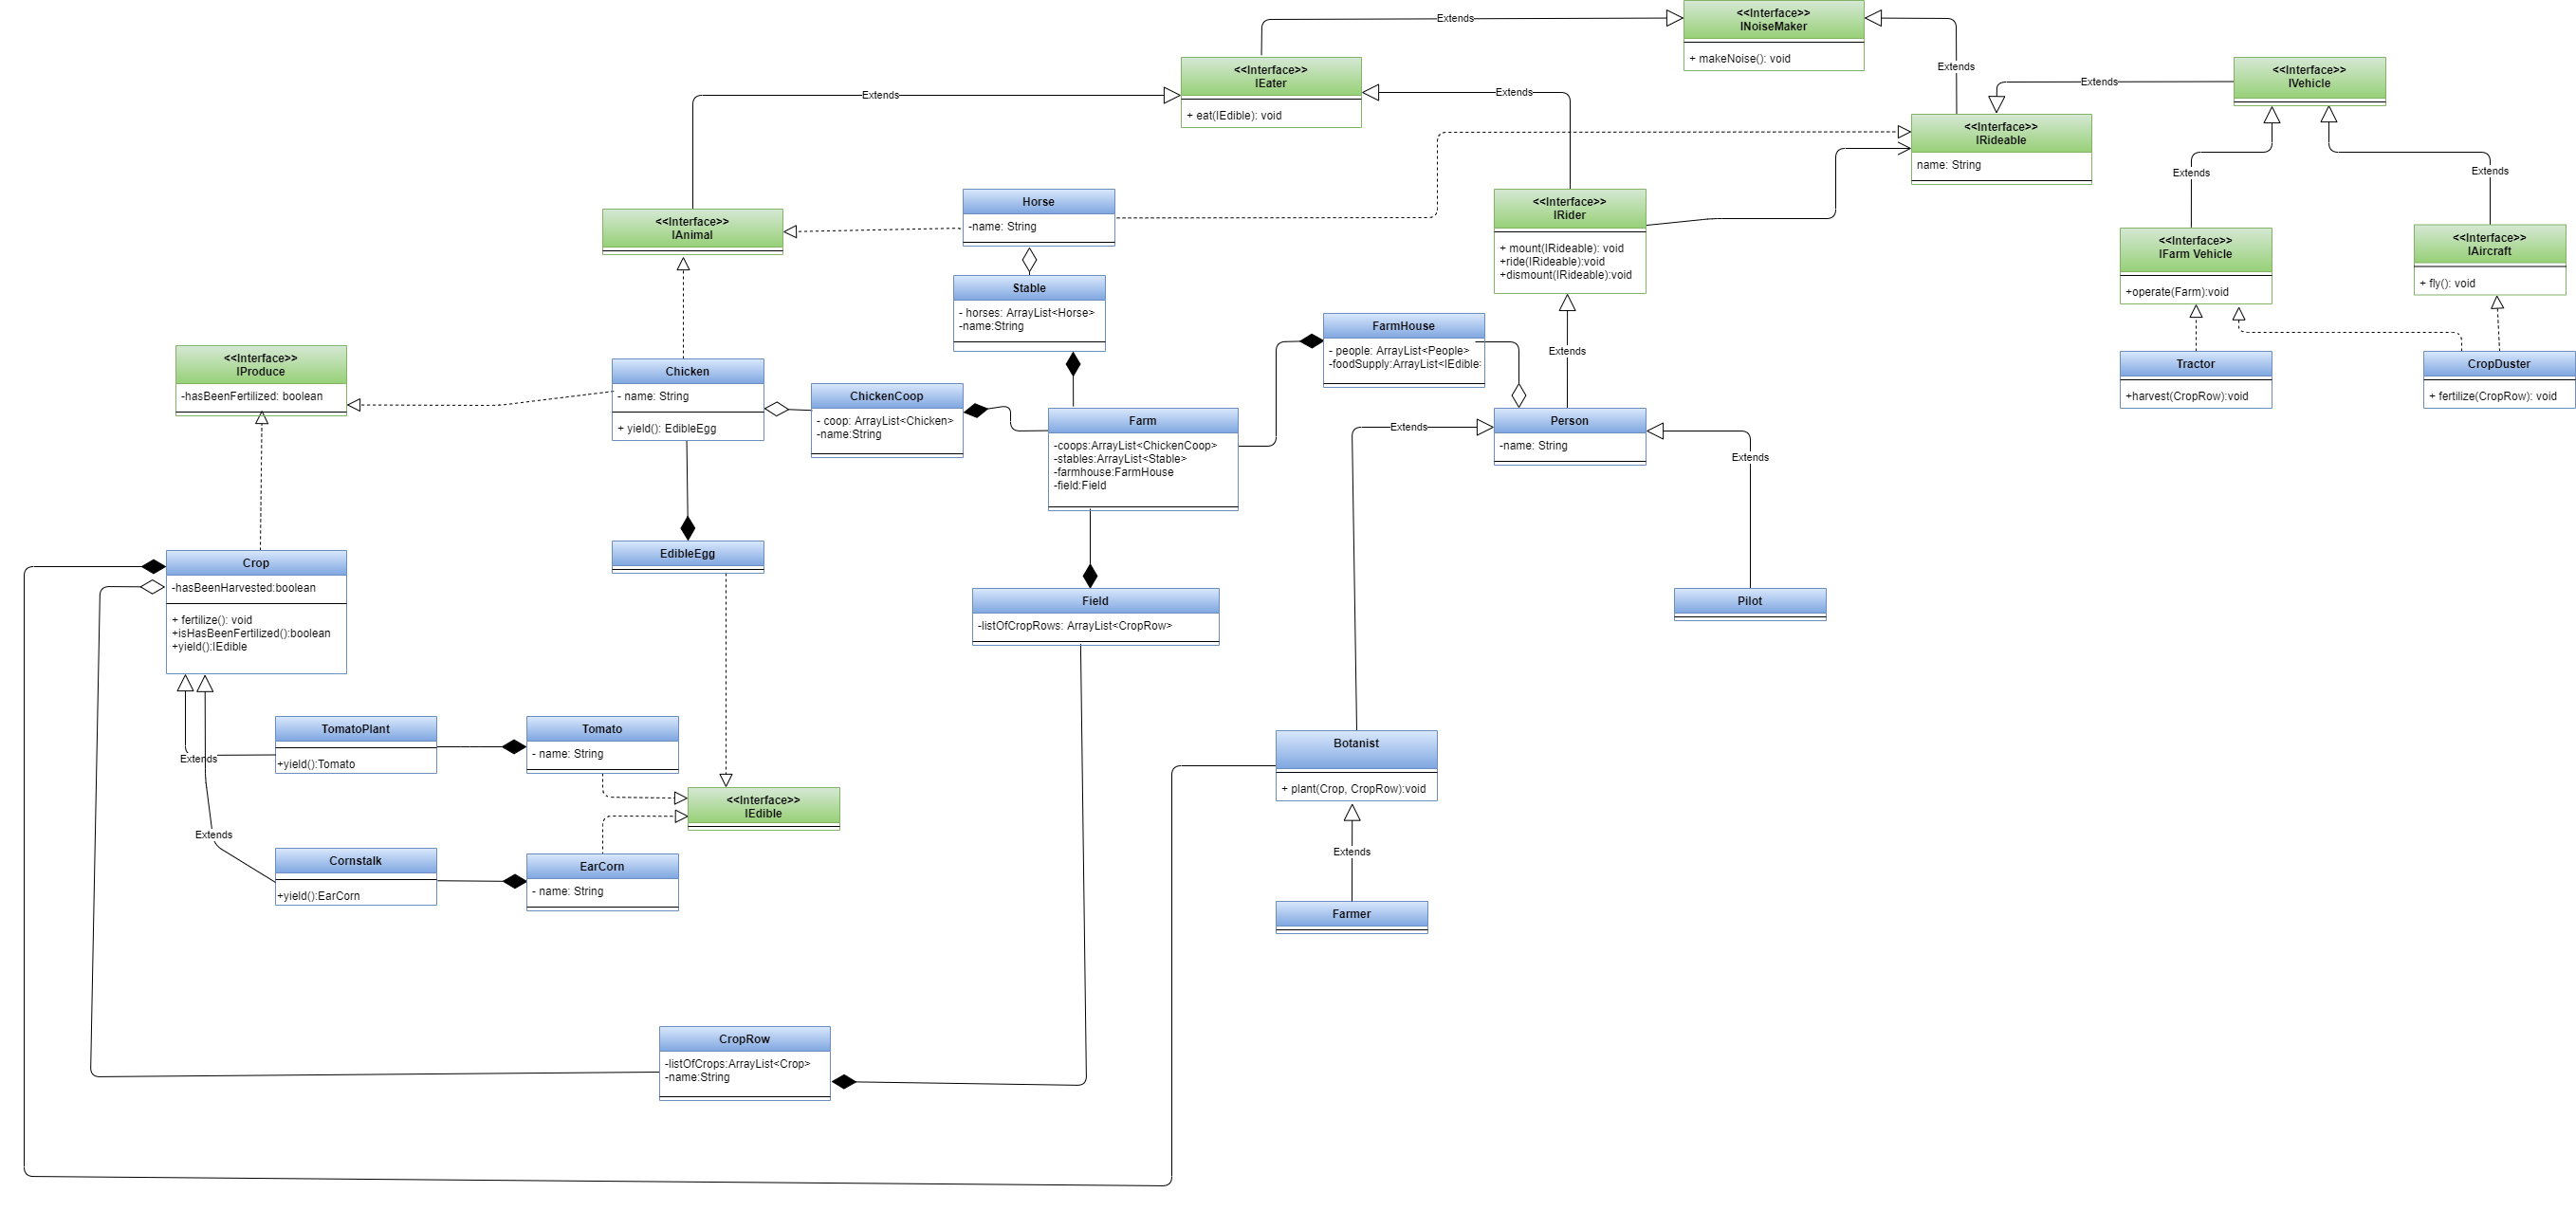 <<Interface>>
INoiseMaker
+ makeNoise(): void
Extends
Extends
<<Interface>>
IEater
+ eat(IEdible): void
Extends
Extends
<<Interface>>
IVehicle
Extends
<<Interface>>
IRideable
name: String
Extends
Extends
<<Interface>>
IAnimal
Horse
-name: String
<<Interface>>
IRider
+ mount(IRideable): void
+ride(IRideable):void
+dismount(IRideable):void
<<Interface>>
IFarm Vehicle
+operate(Farm):void
<<Interface>>
IAircraft
+ fly(): void
Stable
- horses: ArrayList<Horse>
-name:String
FarmHouse
- people: ArrayList<People>
-foodSupply:ArrayList<IEdible:
Extends
<<Interface>>
IProduce
-hasBeenFertilized: boolean
Chicken
- name: String
+ yield(): EdibleEgg
ChickenCoop
- coop: ArrayList<Chicken>
-name:String
Farm
-coops:ArrayList<ChickenCoop>
-stables:ArrayList<Stable>
-farmhouse:FarmHouse
-field:Field
Extends
Person
-name: String
Extends
Tractor
+harvest(CropRow):void
CropDuster
+ fertilize(CropRow): void
Crop
-hasBeenHarvested:boolean
+ fertilize(): void
+isHasBeenFertilized():boolean
+yield():IEdible
EdibleEgg
Field
-listOfCropRows: ArrayList<CropRow>
Pilot
Extends
TomatoPlant
+yield():Tomato
Tomato
- name: String
<<Interface>>
IEdible
Botanist
+ plant(Crop, CropRow):void
Extends
Cornstalk
+yield():EarCorn
EarCorn
- name: String
Extends
Farmer
CropRow
-listOfCrops:ArrayList<Crop>
-name:String